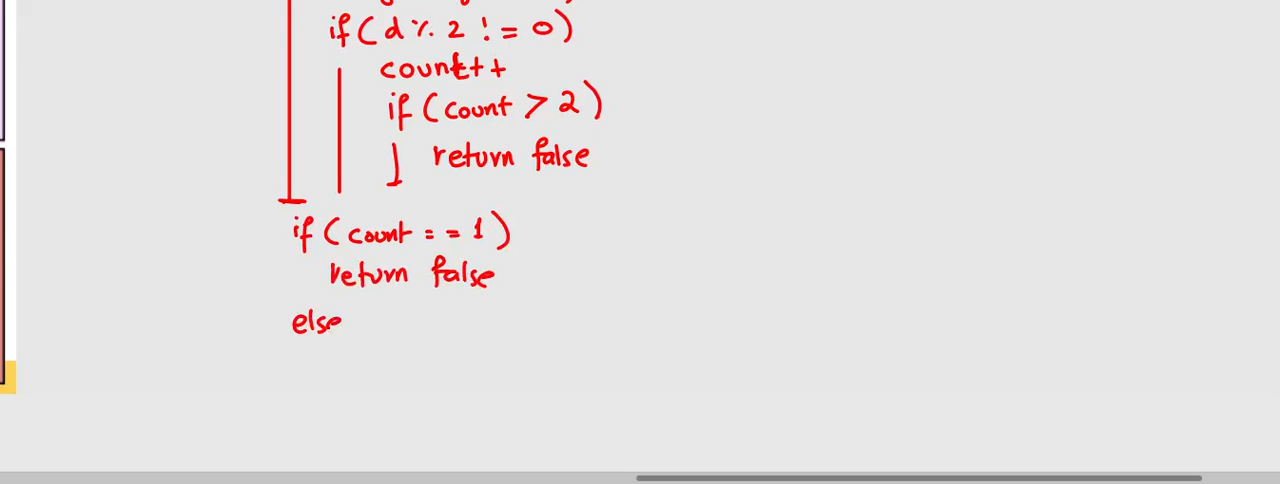 if (d % 2 != 0)
count++
if (count > 2)
return false
if (count == 1)
return false
else